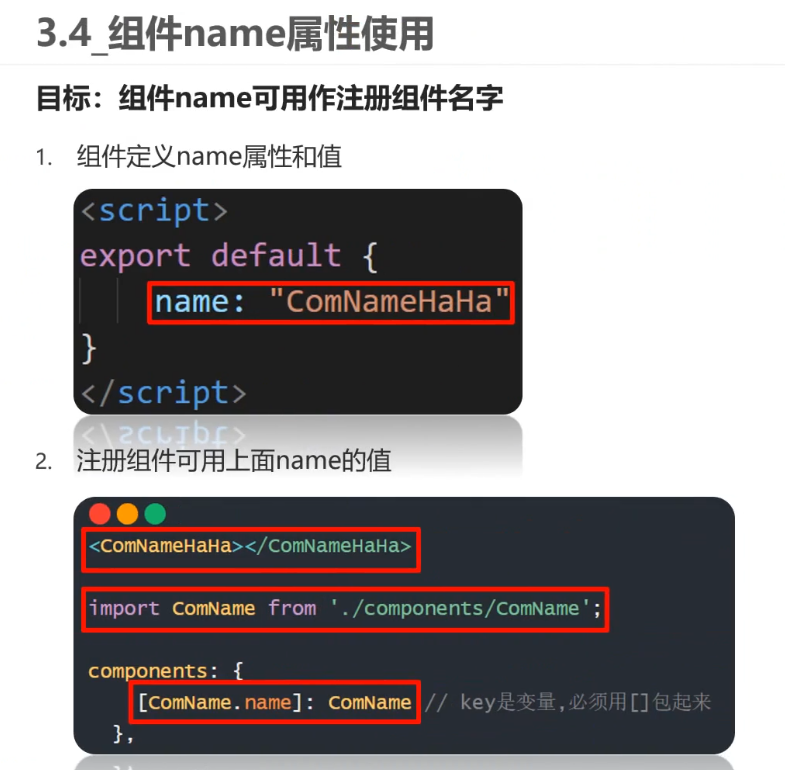 3.4_组件name属性使用
目标：组件name可用作注册组件名字
1. 组件定义name属性和值
<script>
export default {
name: "ComNameHaHa"
}
</script>
2. 注册组件可用上面name的值
<ComNameHaHa></ComNameHaHa>
import ComName from './components/ComName';
components: {
[ComName.name]: ComName // key是变量,必须用[]包起来
},